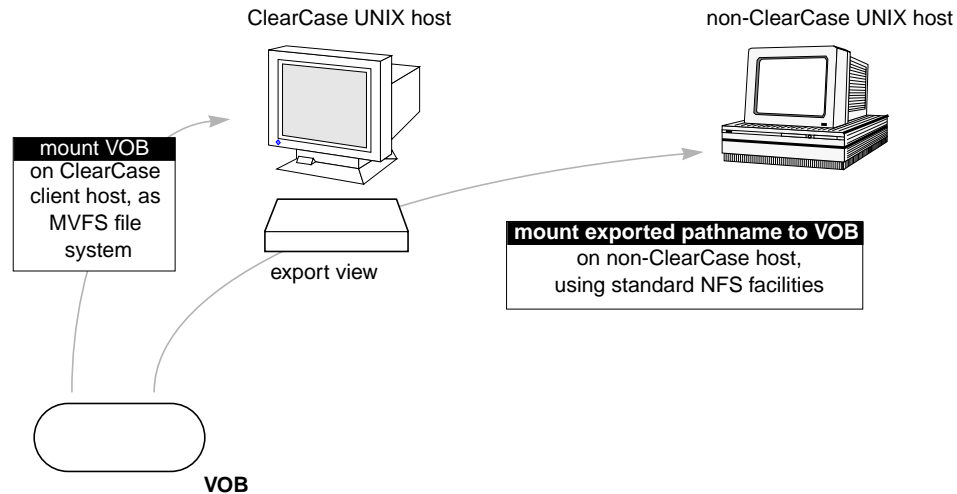 ClearCase UNIX host
non-ClearCase UNIX host
mount VOB
on ClearCase
client host, as
MVFS file
system
export view
mount exported pathname to VOB
on non-ClearCase host,
using standard NFS facilities
VOB